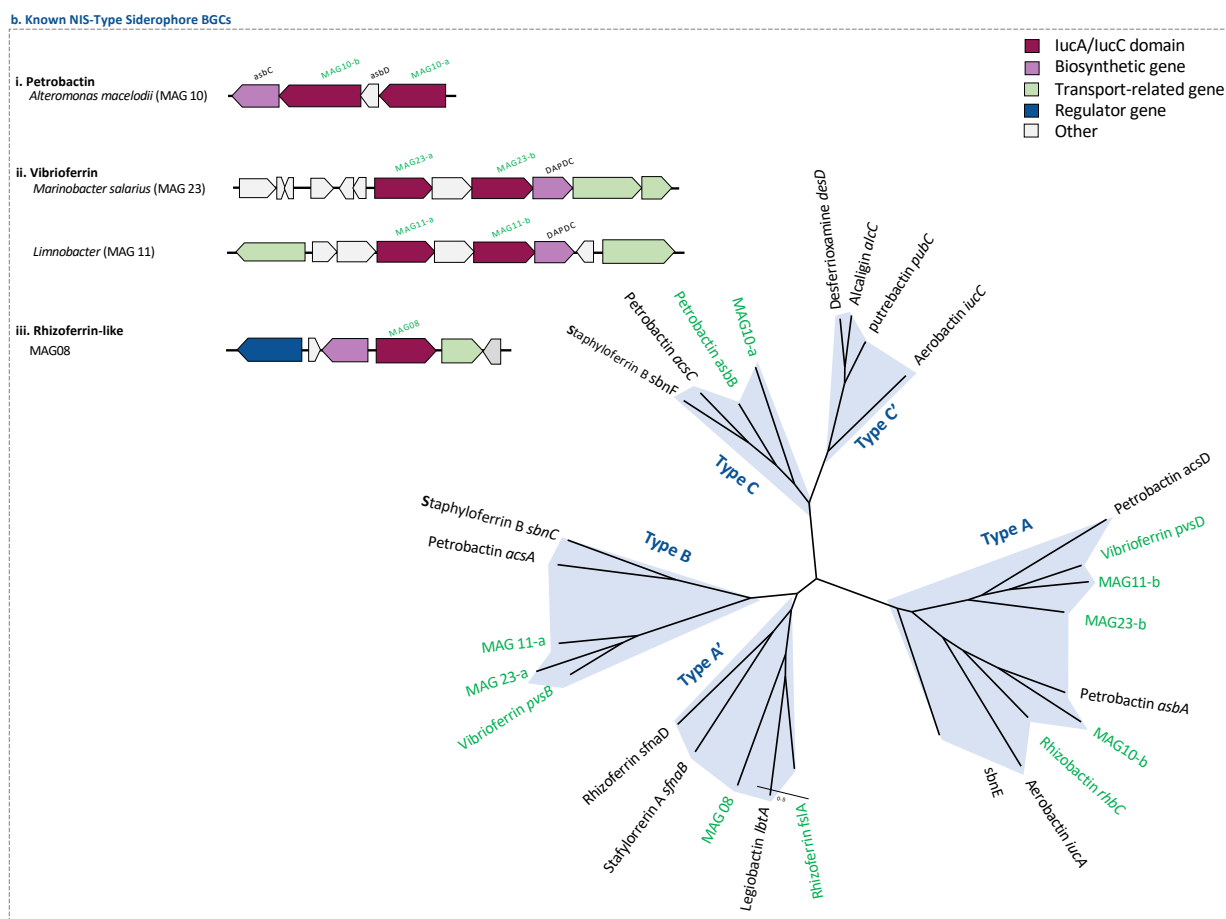 b. Known NIS-Type Siderophore BGCs
IucA/IucC domain
Biosynthetic gene
Transport-related gene
Regulator gene
Other
i. Petrobactin
Alteromonas macelodii (MAG 10)
asbC
MAG10-b
asbD
MAG10-a
ii. Vibrioferrin
Marinobacter salarius (MAG 23)
MAG23-a
MAG23-b
DAPDC
Limnobacter (MAG 11)
MAG11-a
MAG11-b
DAPDC
iii. Rhizoferrin-like
MAG08
MAG08
Staphyloferrin B sbnF
Petrobactin acsC
Petrobactin asbB
MAG10-a
Type C
Desferrioxamine desD
Alcaligin alcC
putrebactin pubC
Aerobactin iucC
Type C'
Type A
Petrobactin acsD
Vibrioferrin pvsD
MAG11-b
MAG23-b
Petrobactin asbA
MAG10-b
Rhizobactin rhbC
Aerobactin iucA
sbnE
Staphyloferrin B sbnC
Petrobactin acsA
Type B
MAG 11-a
MAG 23-a
Vibrioferrin pvsB
Type A'
Rhizoferrin sfnaD
Stafylorrerin A sfnaB
MAG 08
Legiobactin lbtA
Rhizoferrin fslA
0-5